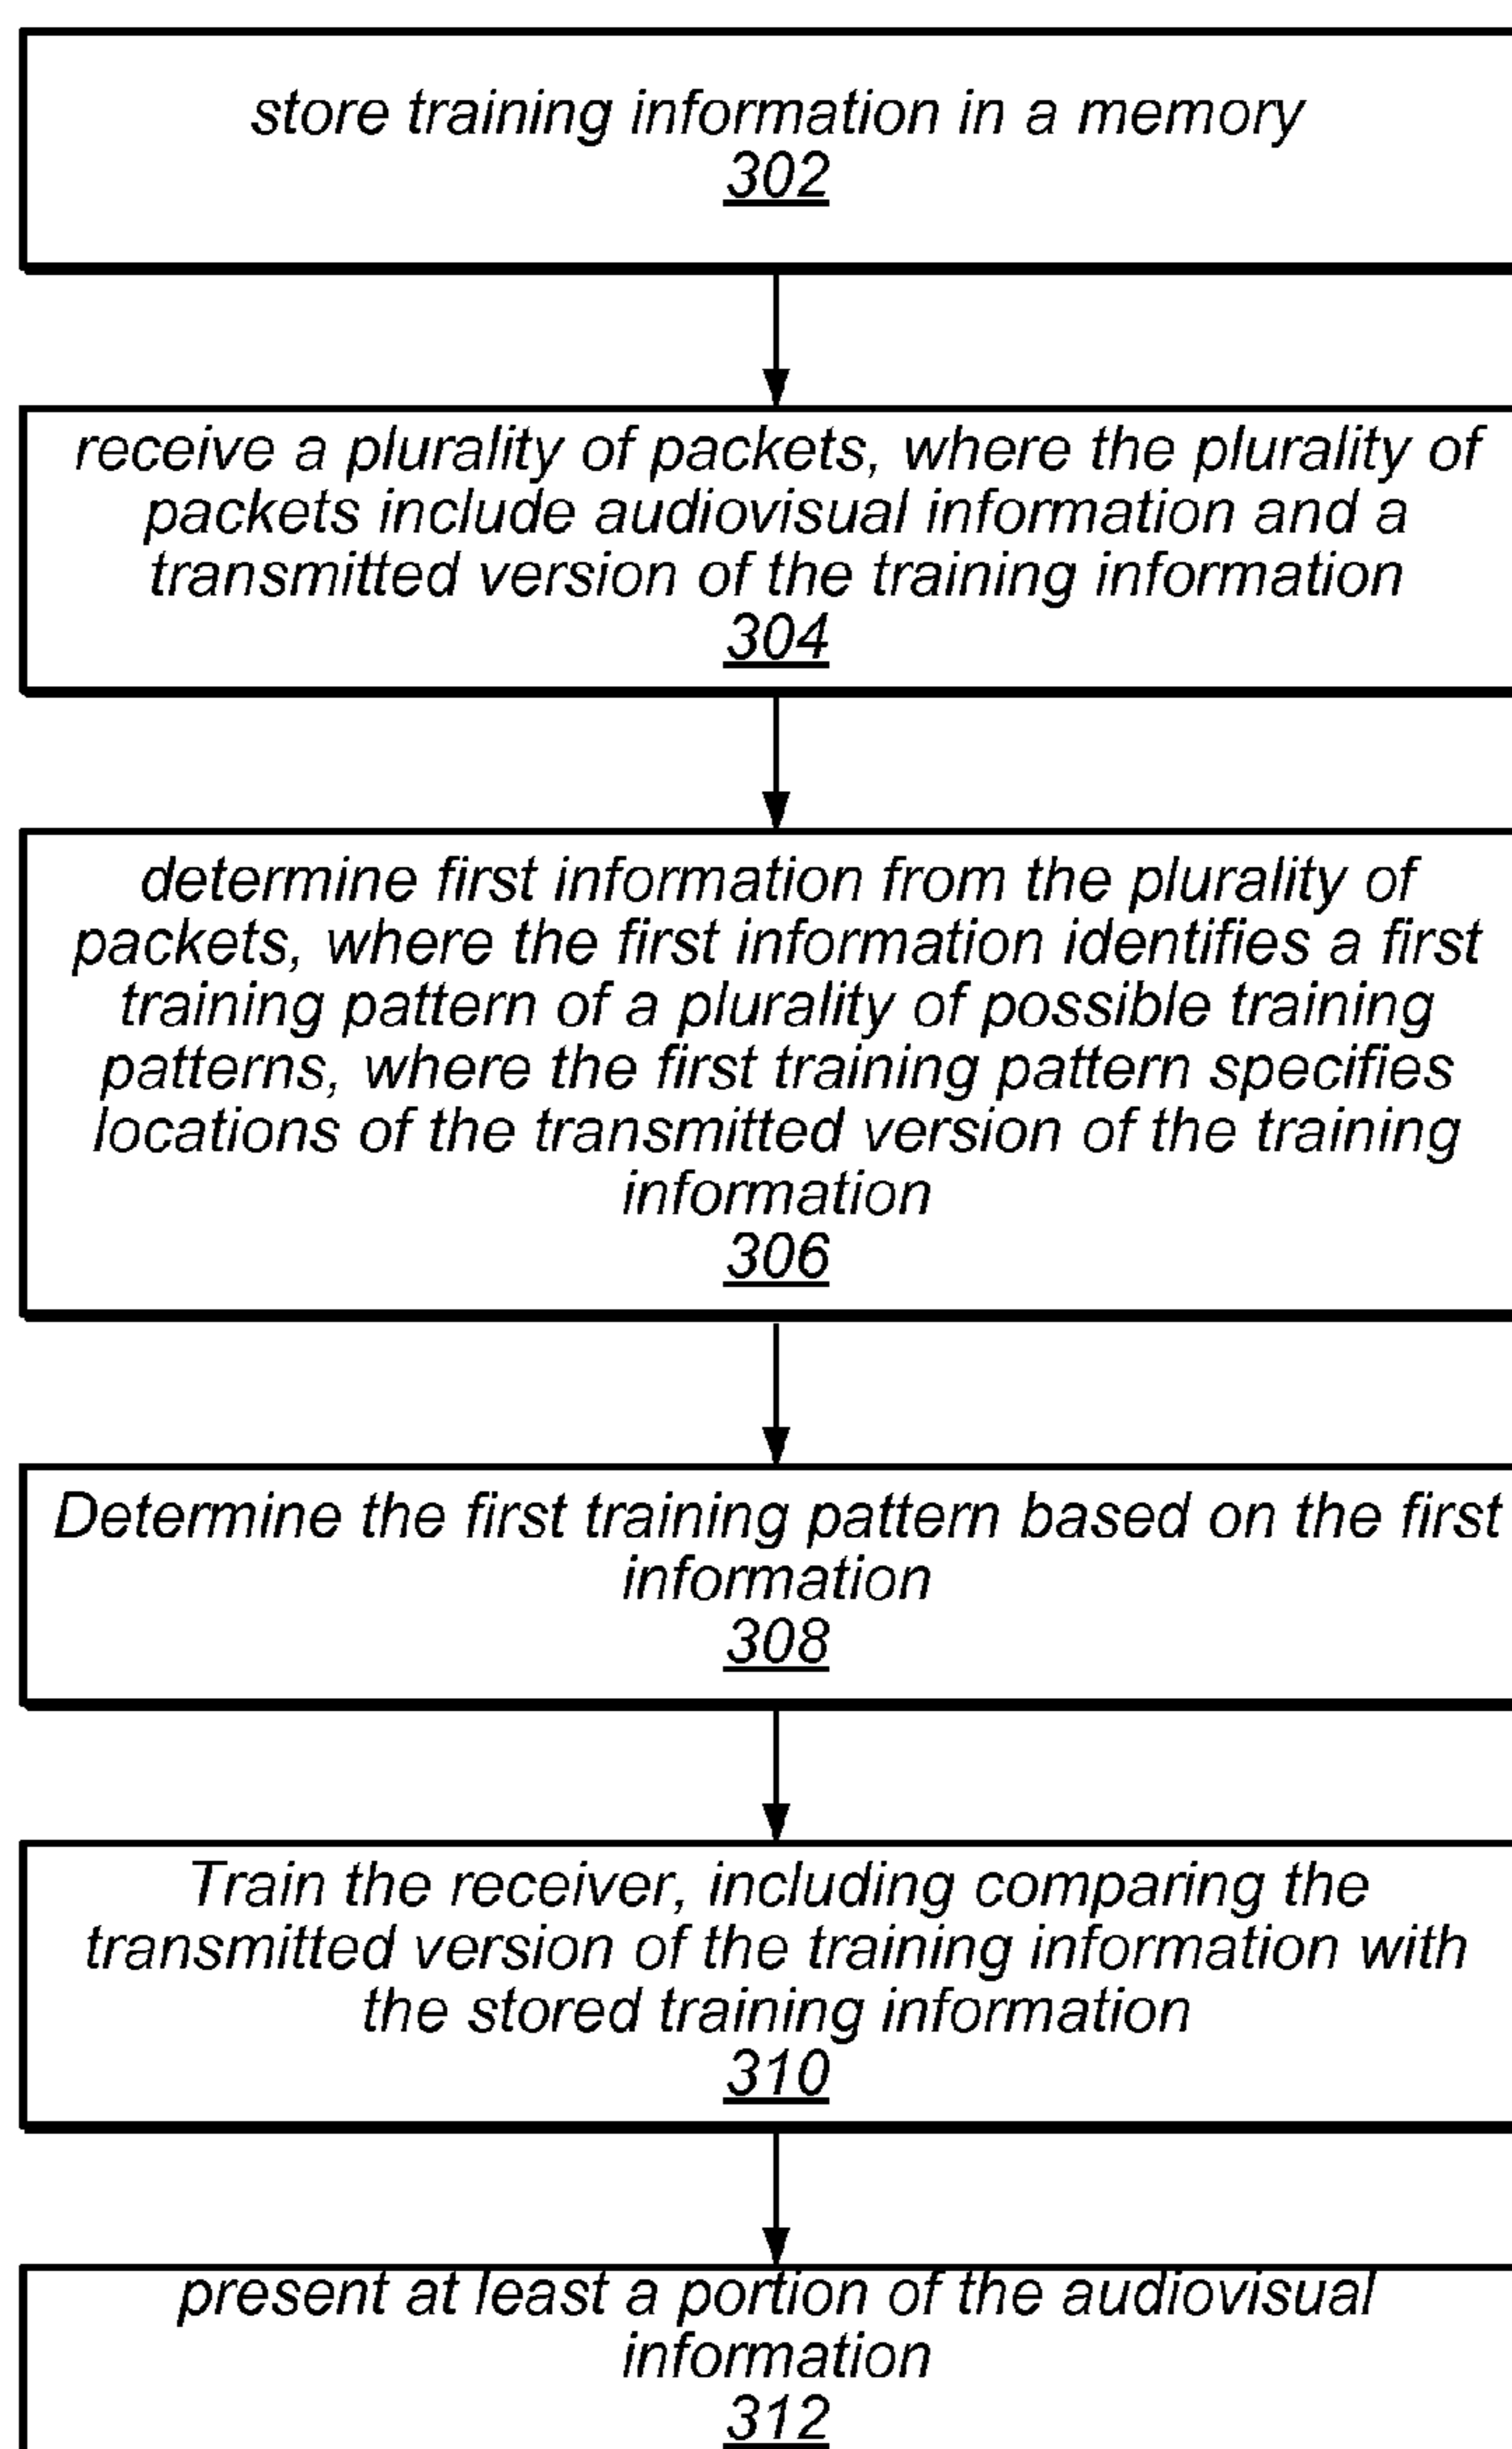 store training information in a memory
302
receive a plurality of packets, where the plurality of
packets include audiovisual information and a
transmitted version of the training information
304
determine first information from the plurality of
packets, where the first information identifies a first
training pattern of a plurality of possible training
patterns, where the first training pattern specifies
locations of the transmitted version of the training
information
306
Determine the first training pattern based on the first
information
308
Train the receiver, including comparing the
transmitted version of the training information with
the stored training information
310
present at least a portion of the audiovisual
information
312